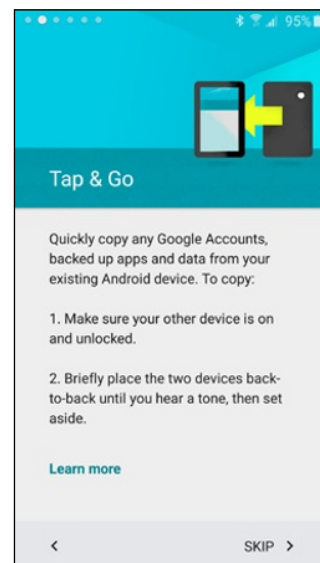 95%
Tap & Go
Quickly copy any Google Accounts,
backed up apps and data from your
existing Android device. To copy:
1. Make sure your other device is on
and unlocked.
2. Briefly place the two devices back-
to-back until you hear a tone, then set
aside.
Learn more
SKIP